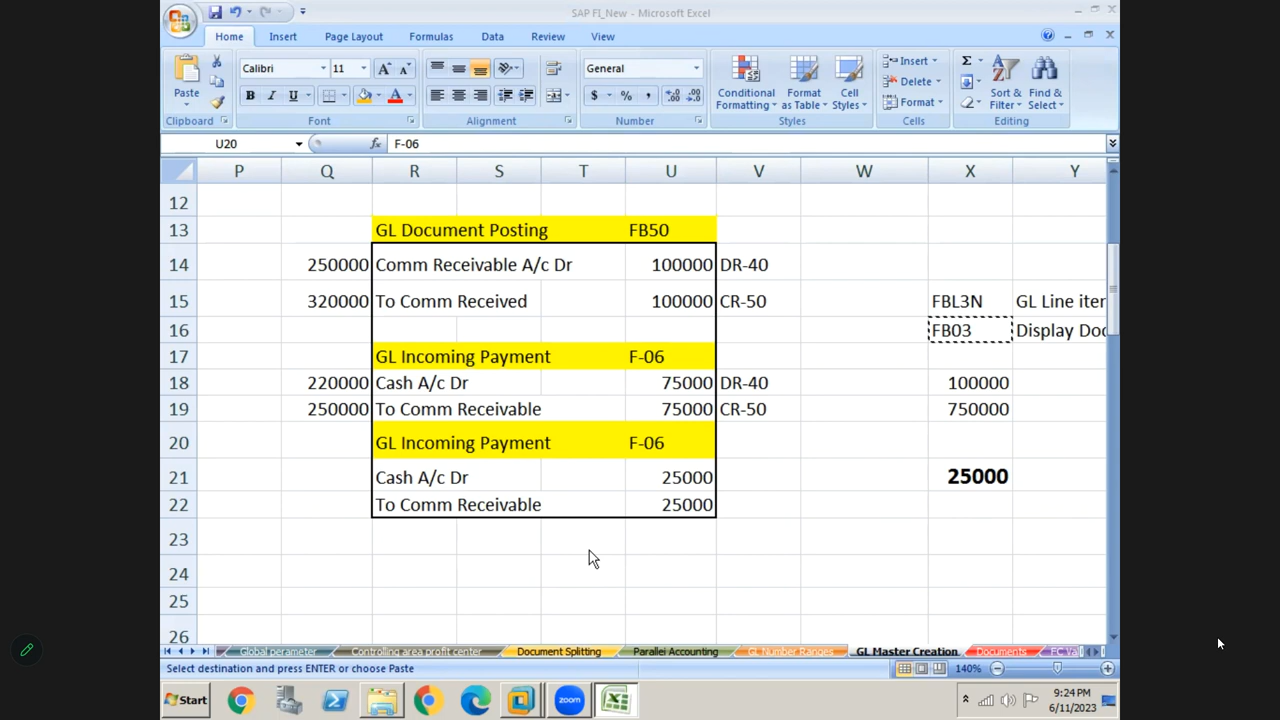 SAP FI_New - Microsoft Excel
Home Insert Page Layout Formulas Data Review View
Calibri 11 General Insert
Paste Conditional Formatting Format as Table Cell Styles Delete Sort & Filter Find & Select
B I U $ % , Format
Clipboard Font Alignment Number Styles Cells Editing
U20 fx F-06
P Q R S T U V W X Y
12
13 GL Document Posting FB50
14 250000 Comm Receivable A/c Dr 100000 DR-40
15 320000 To Comm Received 100000 CR-50 FBL3N GL Line iter
16 FB03 Display Doc
17 GL Incoming Payment F-06
18 220000 Cash A/c Dr 75000 DR-40 100000
19 250000 To Comm Receivable 75000 CR-50 750000
20 GL Incoming Payment F-06
21 Cash A/c Dr 25000 25000
22 To Comm Receivable 25000
23
24
25
26
Global perameter Controlling area profit center Document Splitting Parallel Accounting GL Number Ranges GL Master Creation Documents FC Va
Select destination and press ENTER or choose Paste 140%
Start zoom 9:24 PM
6/11/2023